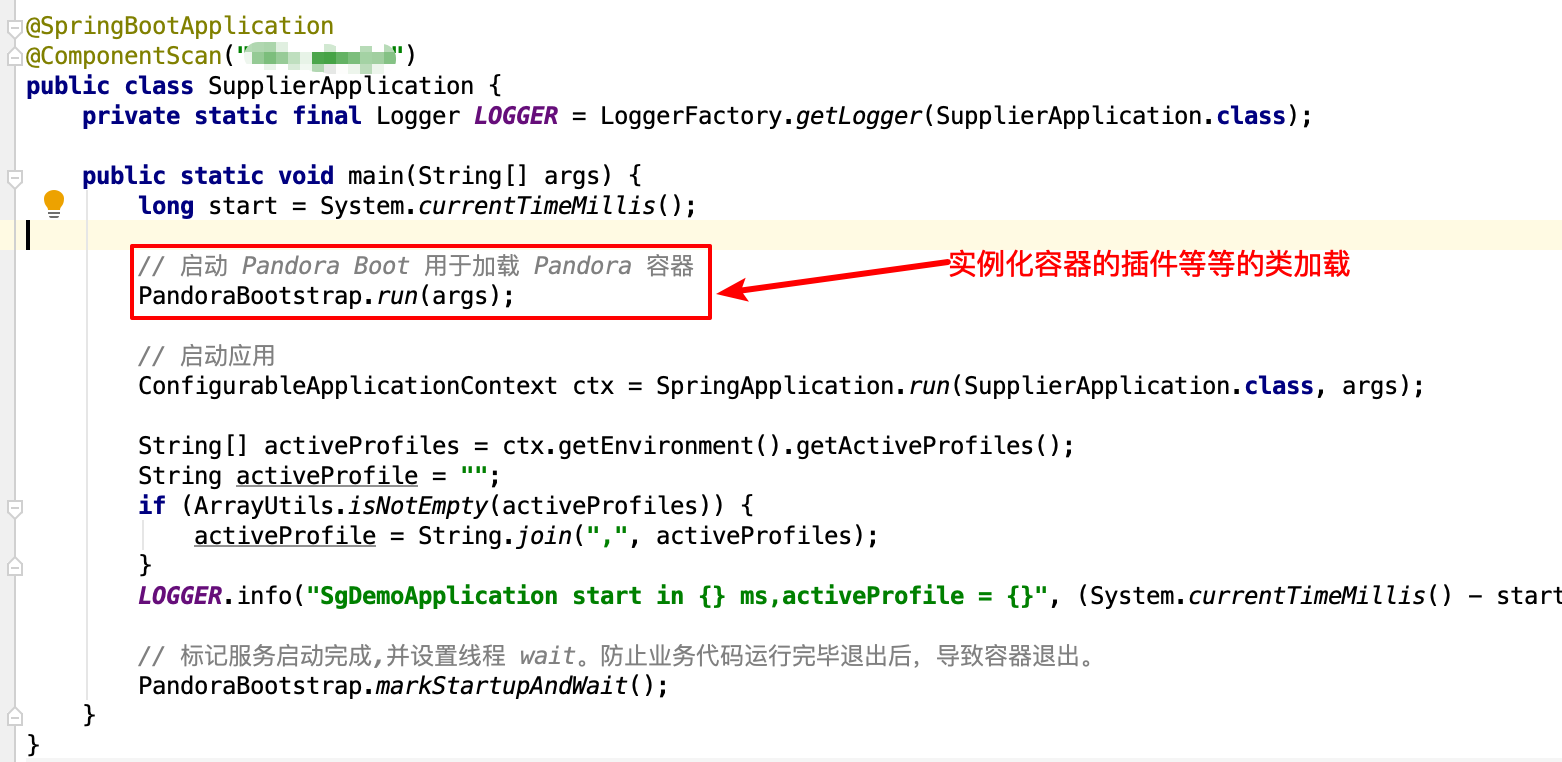 @SpringBootApplication
@ComponentScan("")
public class SupplierApplication {
    private static final Logger LOGGER = LoggerFactory.getLogger(SupplierApplication.class);
    public static void main(String[] args) {
        long start = System.currentTimeMillis();
        // 启动 Pandora Boot 用于加载 Pandora 容器
实例化容器的插件等等的类加载
        PandoraBootstrap.run(args);
        // 启动应用
        ConfigurableApplicationContext ctx = SpringApplication.run(SupplierApplication.class, args);
        String[] activeProfiles = ctx.getEnvironment().getActiveProfiles();
        String activeProfile = "";
        if (ArrayUtils.isNotEmpty(activeProfiles)) {
            activeProfile = String.join(",", activeProfiles);
        }
        LOGGER.info("SgDemoApplication start in {} ms,activeProfile = {}", (System.currentTimeMillis() - start
        // 标记服务启动完成,并设置线程 wait。防止业务代码运行完毕退出后，导致容器退出。
        PandoraBootstrap.markStartupAndWait();
    }
}